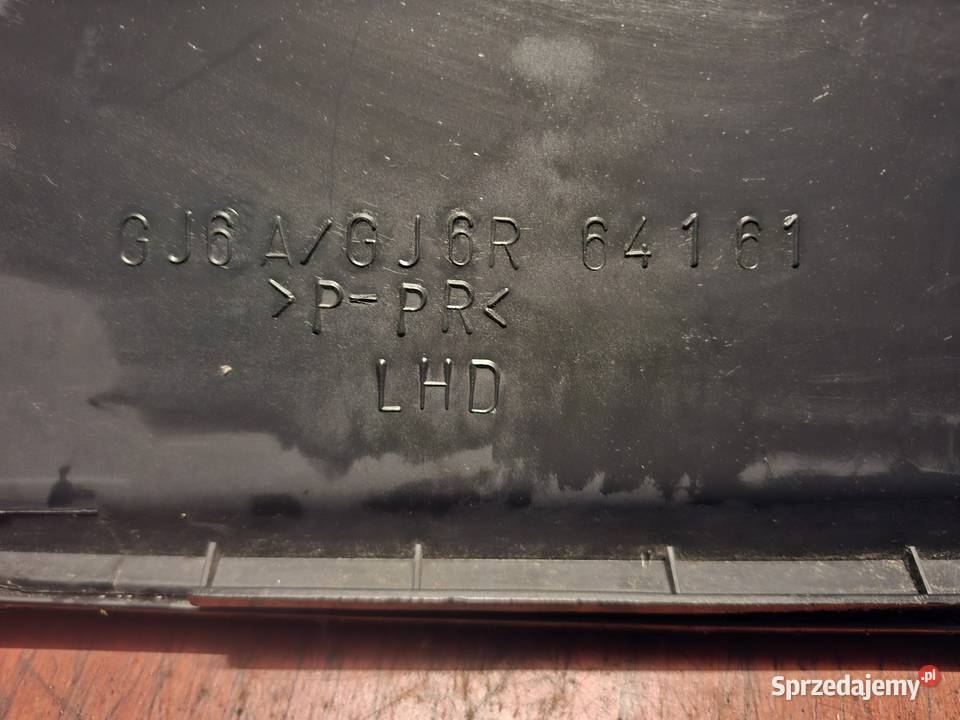 GJ6A/GJ6R 64161
>P-PR<
LHD
Sprzedajemy.pl